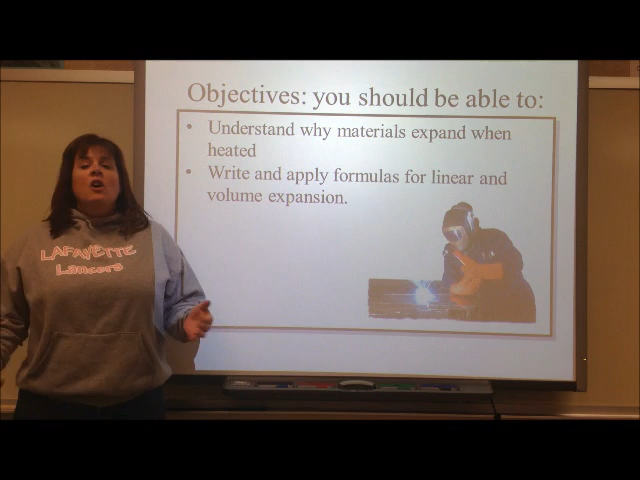 Objectives: you should be able to:
• Understand why materials expand when
heated
• Write and apply formulas for linear and
volume expansion.
LAFAYETTE
Lancers